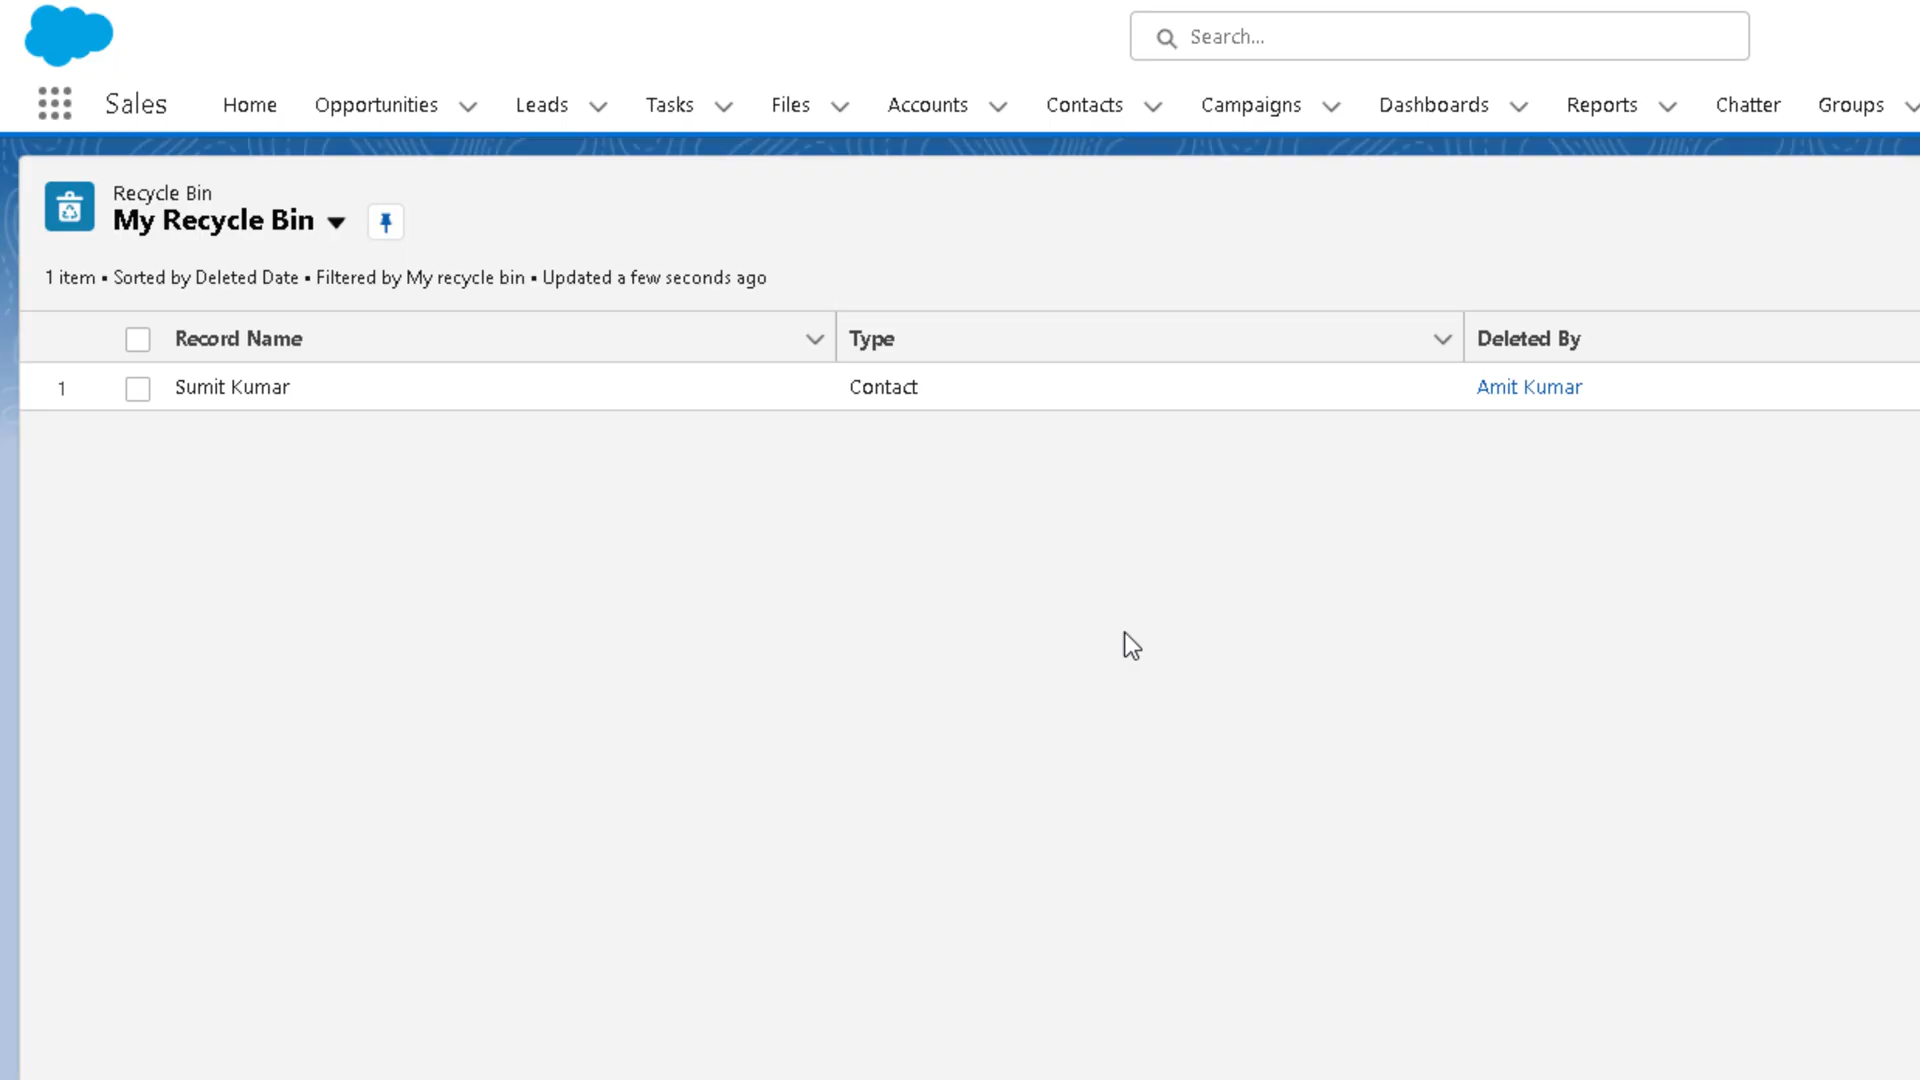 Search...
Sales Home Opportunities Leads Tasks Files Accounts Contacts Campaigns Dashboards Reports Chatter Groups
Recycle Bin
My Recycle Bin
1 item • Sorted by Deleted Date • Filtered by My recycle bin • Updated a few seconds ago
Record Name Type Deleted By
1 Sumit Kumar Contact Amit Kumar